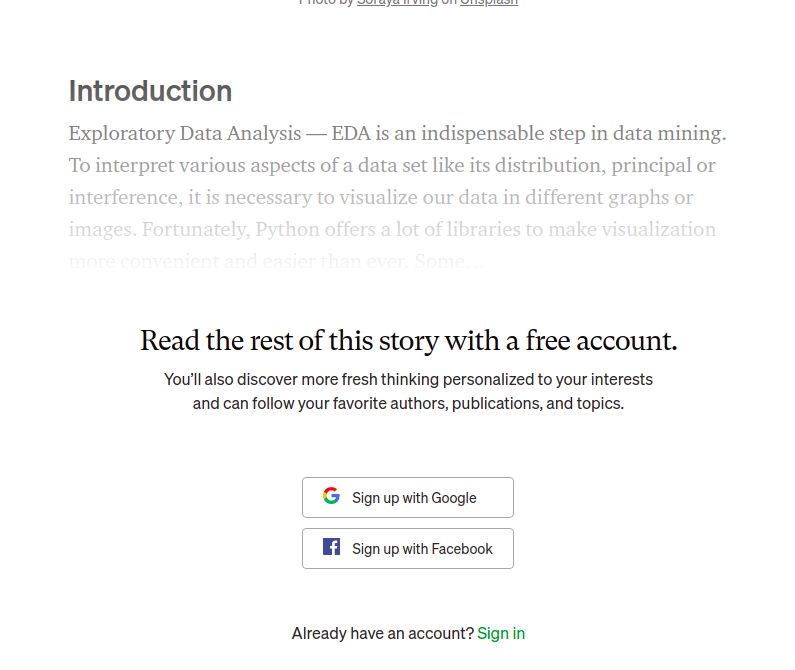 Photo by Soraya Irving on Unsplash
Introduction
Exploratory Data Analysis — EDA is an indispensable step in data mining.
To interpret various aspects of a data set like its distribution, principal or
interference, it is necessary to visualize our data in different graphs or
images. Fortunately, Python offers a lot of libraries to make visualization
more convenient and easier than ever. Some…
Read the rest of this story with a free account.
You’ll also discover more fresh thinking personalized to your interests
and can follow your favorite authors, publications, and topics.
Sign up with Google
Sign up with Facebook
Already have an account? Sign in